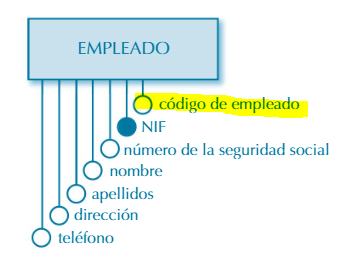 EMPLEADO
código de empleado
NIF
número de la seguridad social
nombre
apellidos
dirección
teléfono